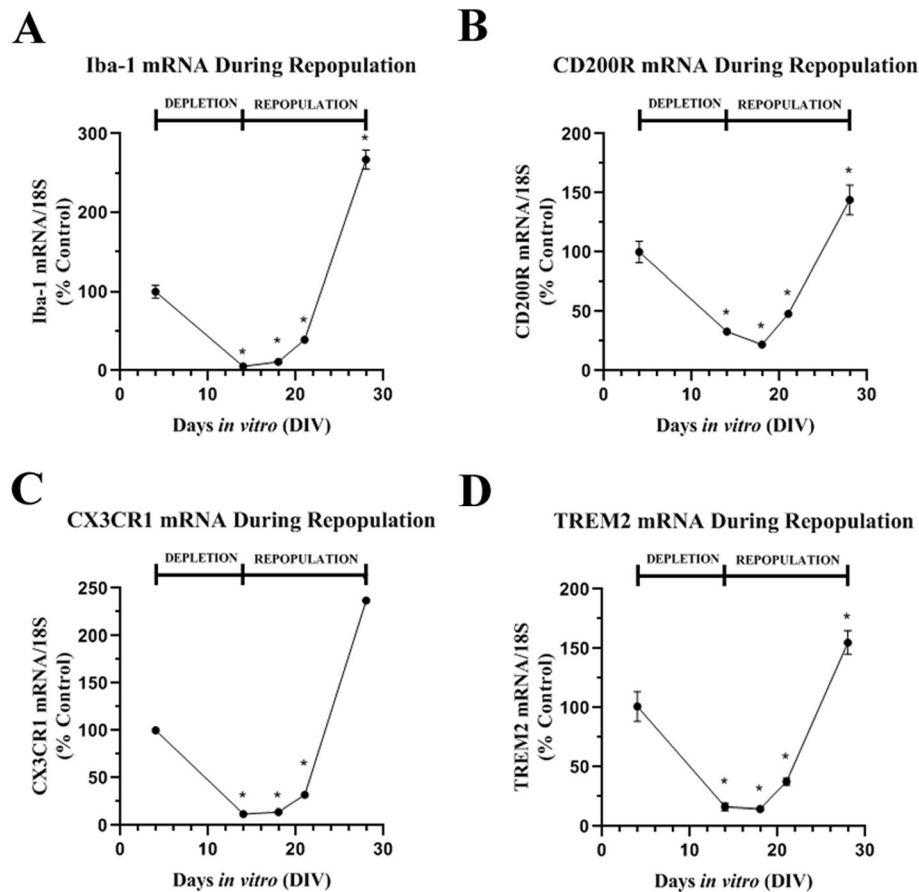 A
Iba-1 mRNA During Repopulation
DEPLETION REPOPULATION
Iba-1 mRNA/18S
(% Control)
300
200
100
0
0 10 20 30
* * * *
Days in vitro (DIV)
B
CD200R mRNA During Repopulation
DEPLETION REPOPULATION
CD200R mRNA/18S
(% Control)
200
150
100
50
0
0 10 20 30
* * * *
Days in vitro (DIV)
C
CX3CR1 mRNA During Repopulation
DEPLETION REPOPULATION
CX3CR1 mRNA/18S
(% Control)
250
200
150
100
50
0
0 10 20 30
* * *
Days in vitro (DIV)
D
TREM2 mRNA During Repopulation
DEPLETION REPOPULATION
TREM2 mRNA/18S
(% Control)
200
150
100
50
0
0 10 20 30
* * * *
Days in vitro (DIV)